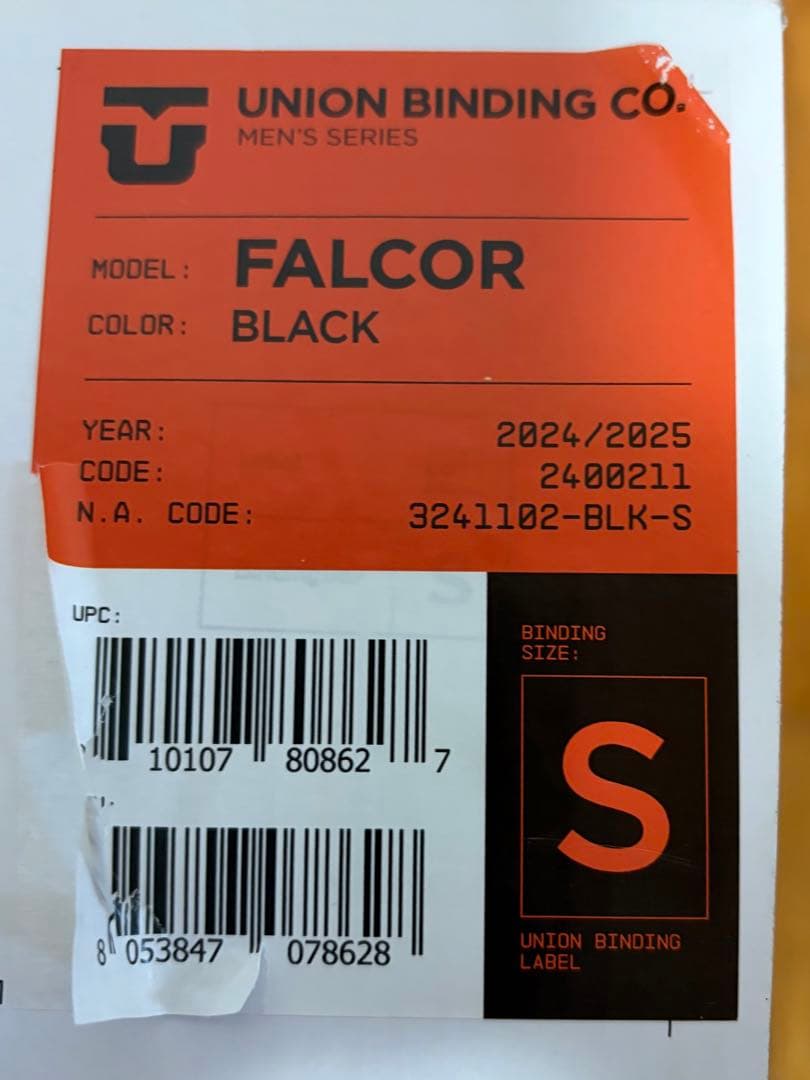 UNION BINDING CO.
MEN'S SERIES
MODEL: FALCOR
COLOR: BLACK
YEAR: 2024/2025
CODE: 2400211
N.A. CODE: 3241102-BLK-S
UPC:
10107 80862 7
8 053847 078628
BINDING
SIZE:
S
UNION BINDING
LABEL